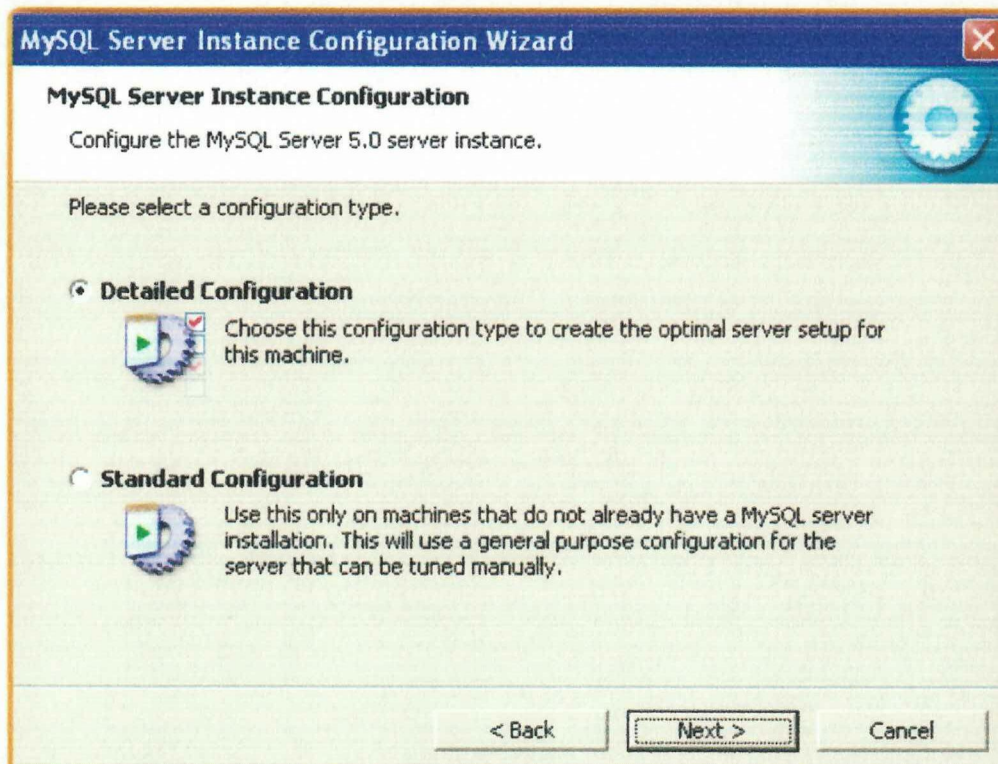 MySQL Server Instance Configuration Wizard
MySQL Server Instance Configuration
Configure the MySQL Server 5.0 server instance.
Please select a configuration type.
Detailed Configuration
Choose this configuration type to create the optimal server setup for
this machine.
Standard Configuration
Use this only on machines that do not already have a MySQL server
installation. This will use a general purpose configuration for the
server that can be tuned manually.
< Back
Next >
Cancel